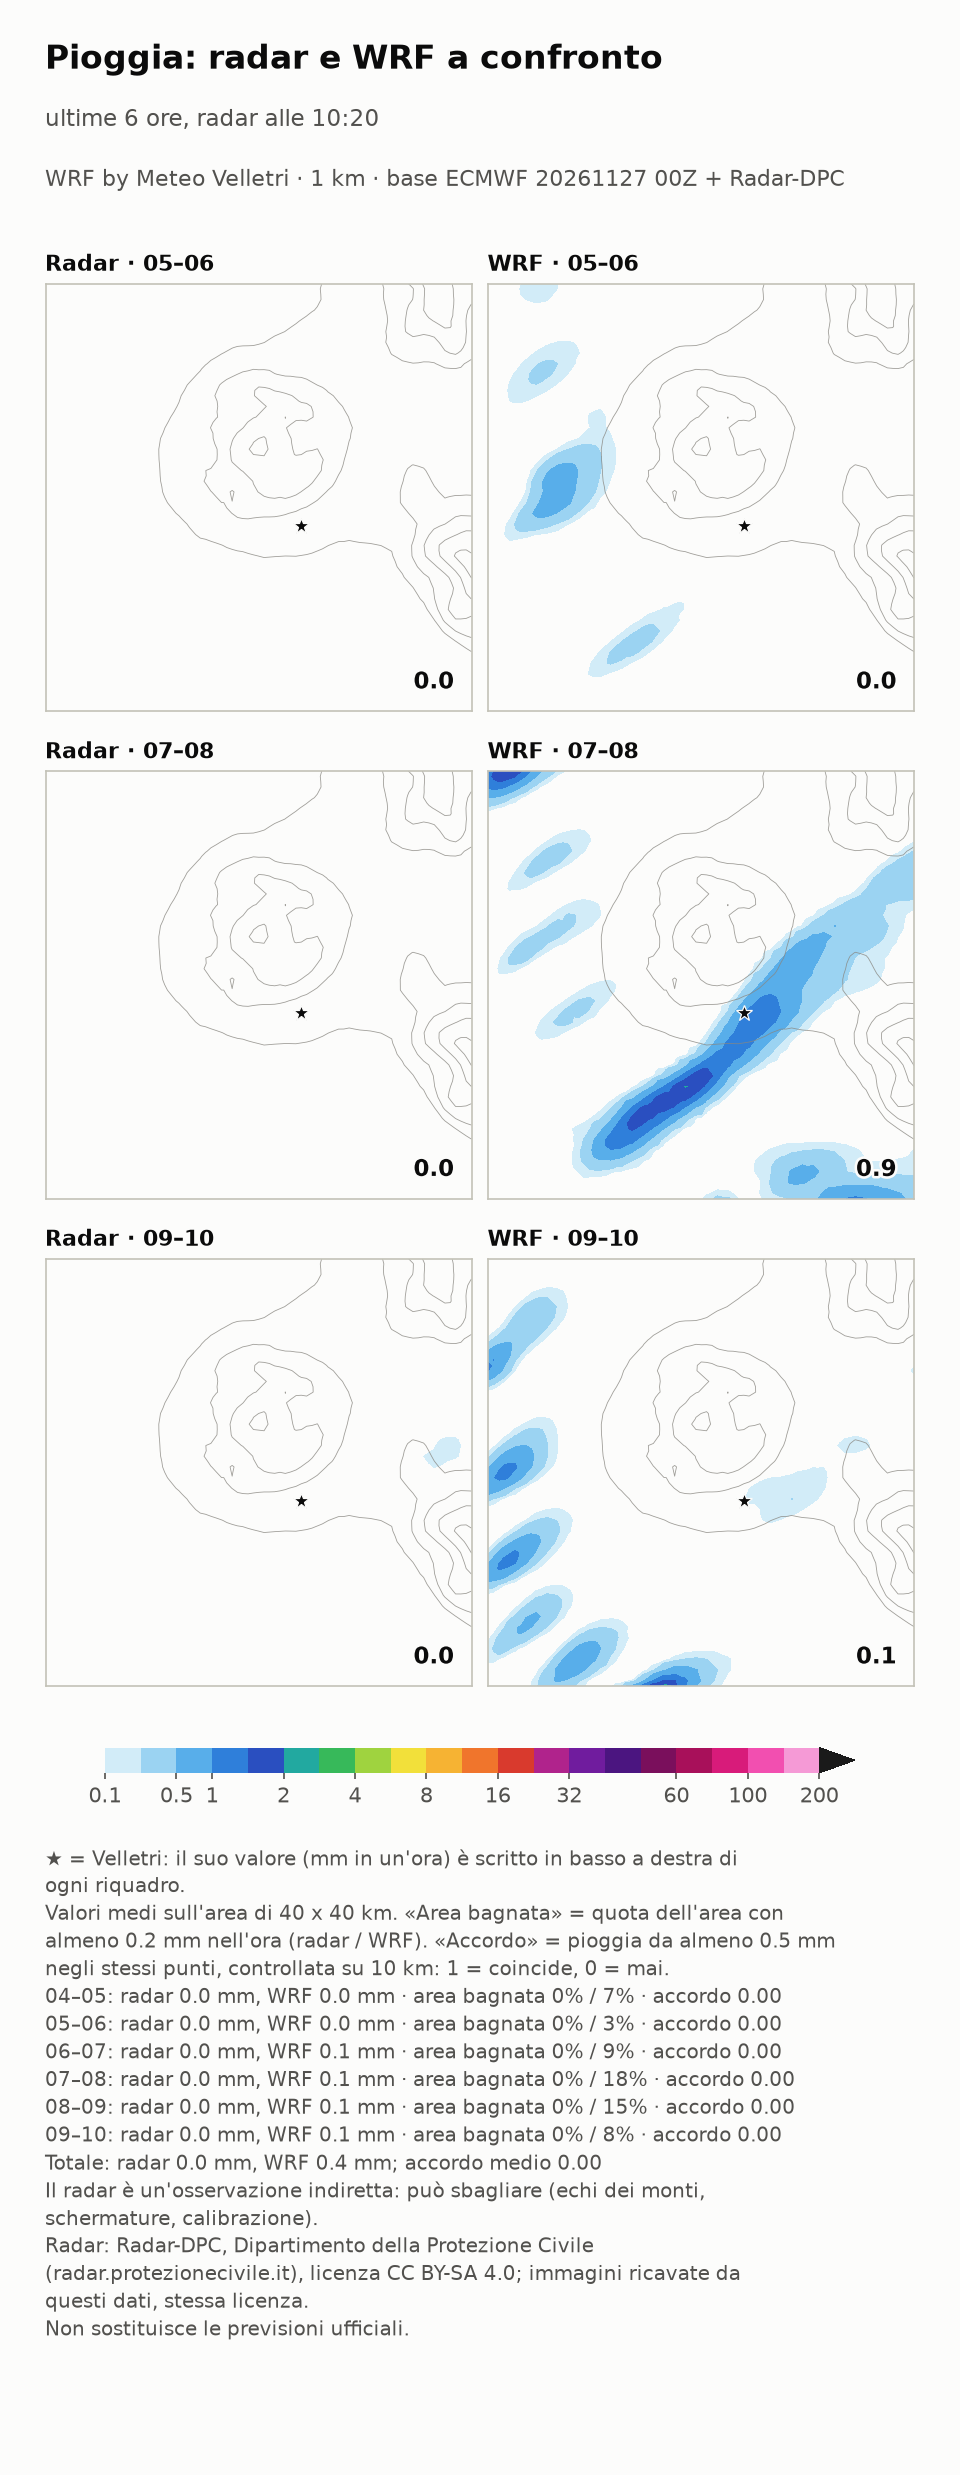 Pioggia: radar e WRF a confronto
ultime 6 ore, radar alle 10:20
WRF by Meteo Velletri · 1 km · base ECMWF 20261127 00Z + Radar-DPC
Radar · 05–06
WRF · 05–06
0.0
0.0
Radar · 07–08
WRF · 07–08
0.0
0.9
Radar · 09–10
WRF · 09–10
0.0
0.1
0.1 0.5 1 2 4 8 16 32 60 100 200
★ = Velletri: il suo valore (mm in un'ora) è scritto in basso a destra di
ogni riquadro.
Valori medi sull'area di 40 x 40 km. «Area bagnata» = quota dell'area con
almeno 0.2 mm nell'ora (radar / WRF). «Accordo» = pioggia da almeno 0.5 mm
negli stessi punti, controllata su 10 km: 1 = coincide, 0 = mai.
04–05: radar 0.0 mm, WRF 0.0 mm · area bagnata 0% / 7% · accordo 0.00
05–06: radar 0.0 mm, WRF 0.0 mm · area bagnata 0% / 3% · accordo 0.00
06–07: radar 0.0 mm, WRF 0.1 mm · area bagnata 0% / 9% · accordo 0.00
07–08: radar 0.0 mm, WRF 0.1 mm · area bagnata 0% / 18% · accordo 0.00
08–09: radar 0.0 mm, WRF 0.1 mm · area bagnata 0% / 15% · accordo 0.00
09–10: radar 0.0 mm, WRF 0.1 mm · area bagnata 0% / 8% · accordo 0.00
Totale: radar 0.0 mm, WRF 0.4 mm; accordo medio 0.00
Il radar è un'osservazione indiretta: può sbagliare (echi dei monti,
schermature, calibrazione).
Radar: Radar-DPC, Dipartimento della Protezione Civile
(radar.protezionecivile.it), licenza CC BY-SA 4.0; immagini ricavate da
questi dati, stessa licenza.
Non sostituisce le previsioni ufficiali.